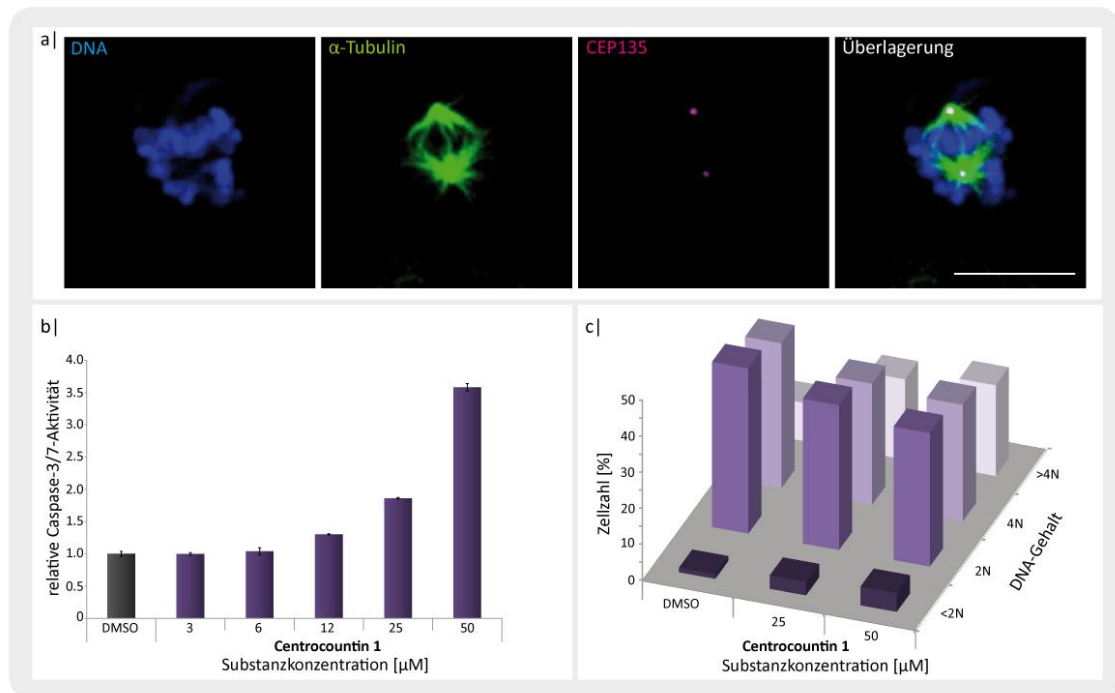 a|
DNA
α-Tubulin
CEP135
Überlagerung
b|
relative Caspase-3/7-Aktivität
4.0
3.5
3.0
2.5
2.0
1.5
1.0
0.5
0
DMSO
3
6
12
25
50
Centrocountin 1
Substanzkonzentration [µM]
c|
Zellzahl [%]
50
40
30
20
10
0
DMSO
25
50
Centrocountin 1
Substanzkonzentration [µM]
<2N
2N
4N
>4N
DNA-Gehalt